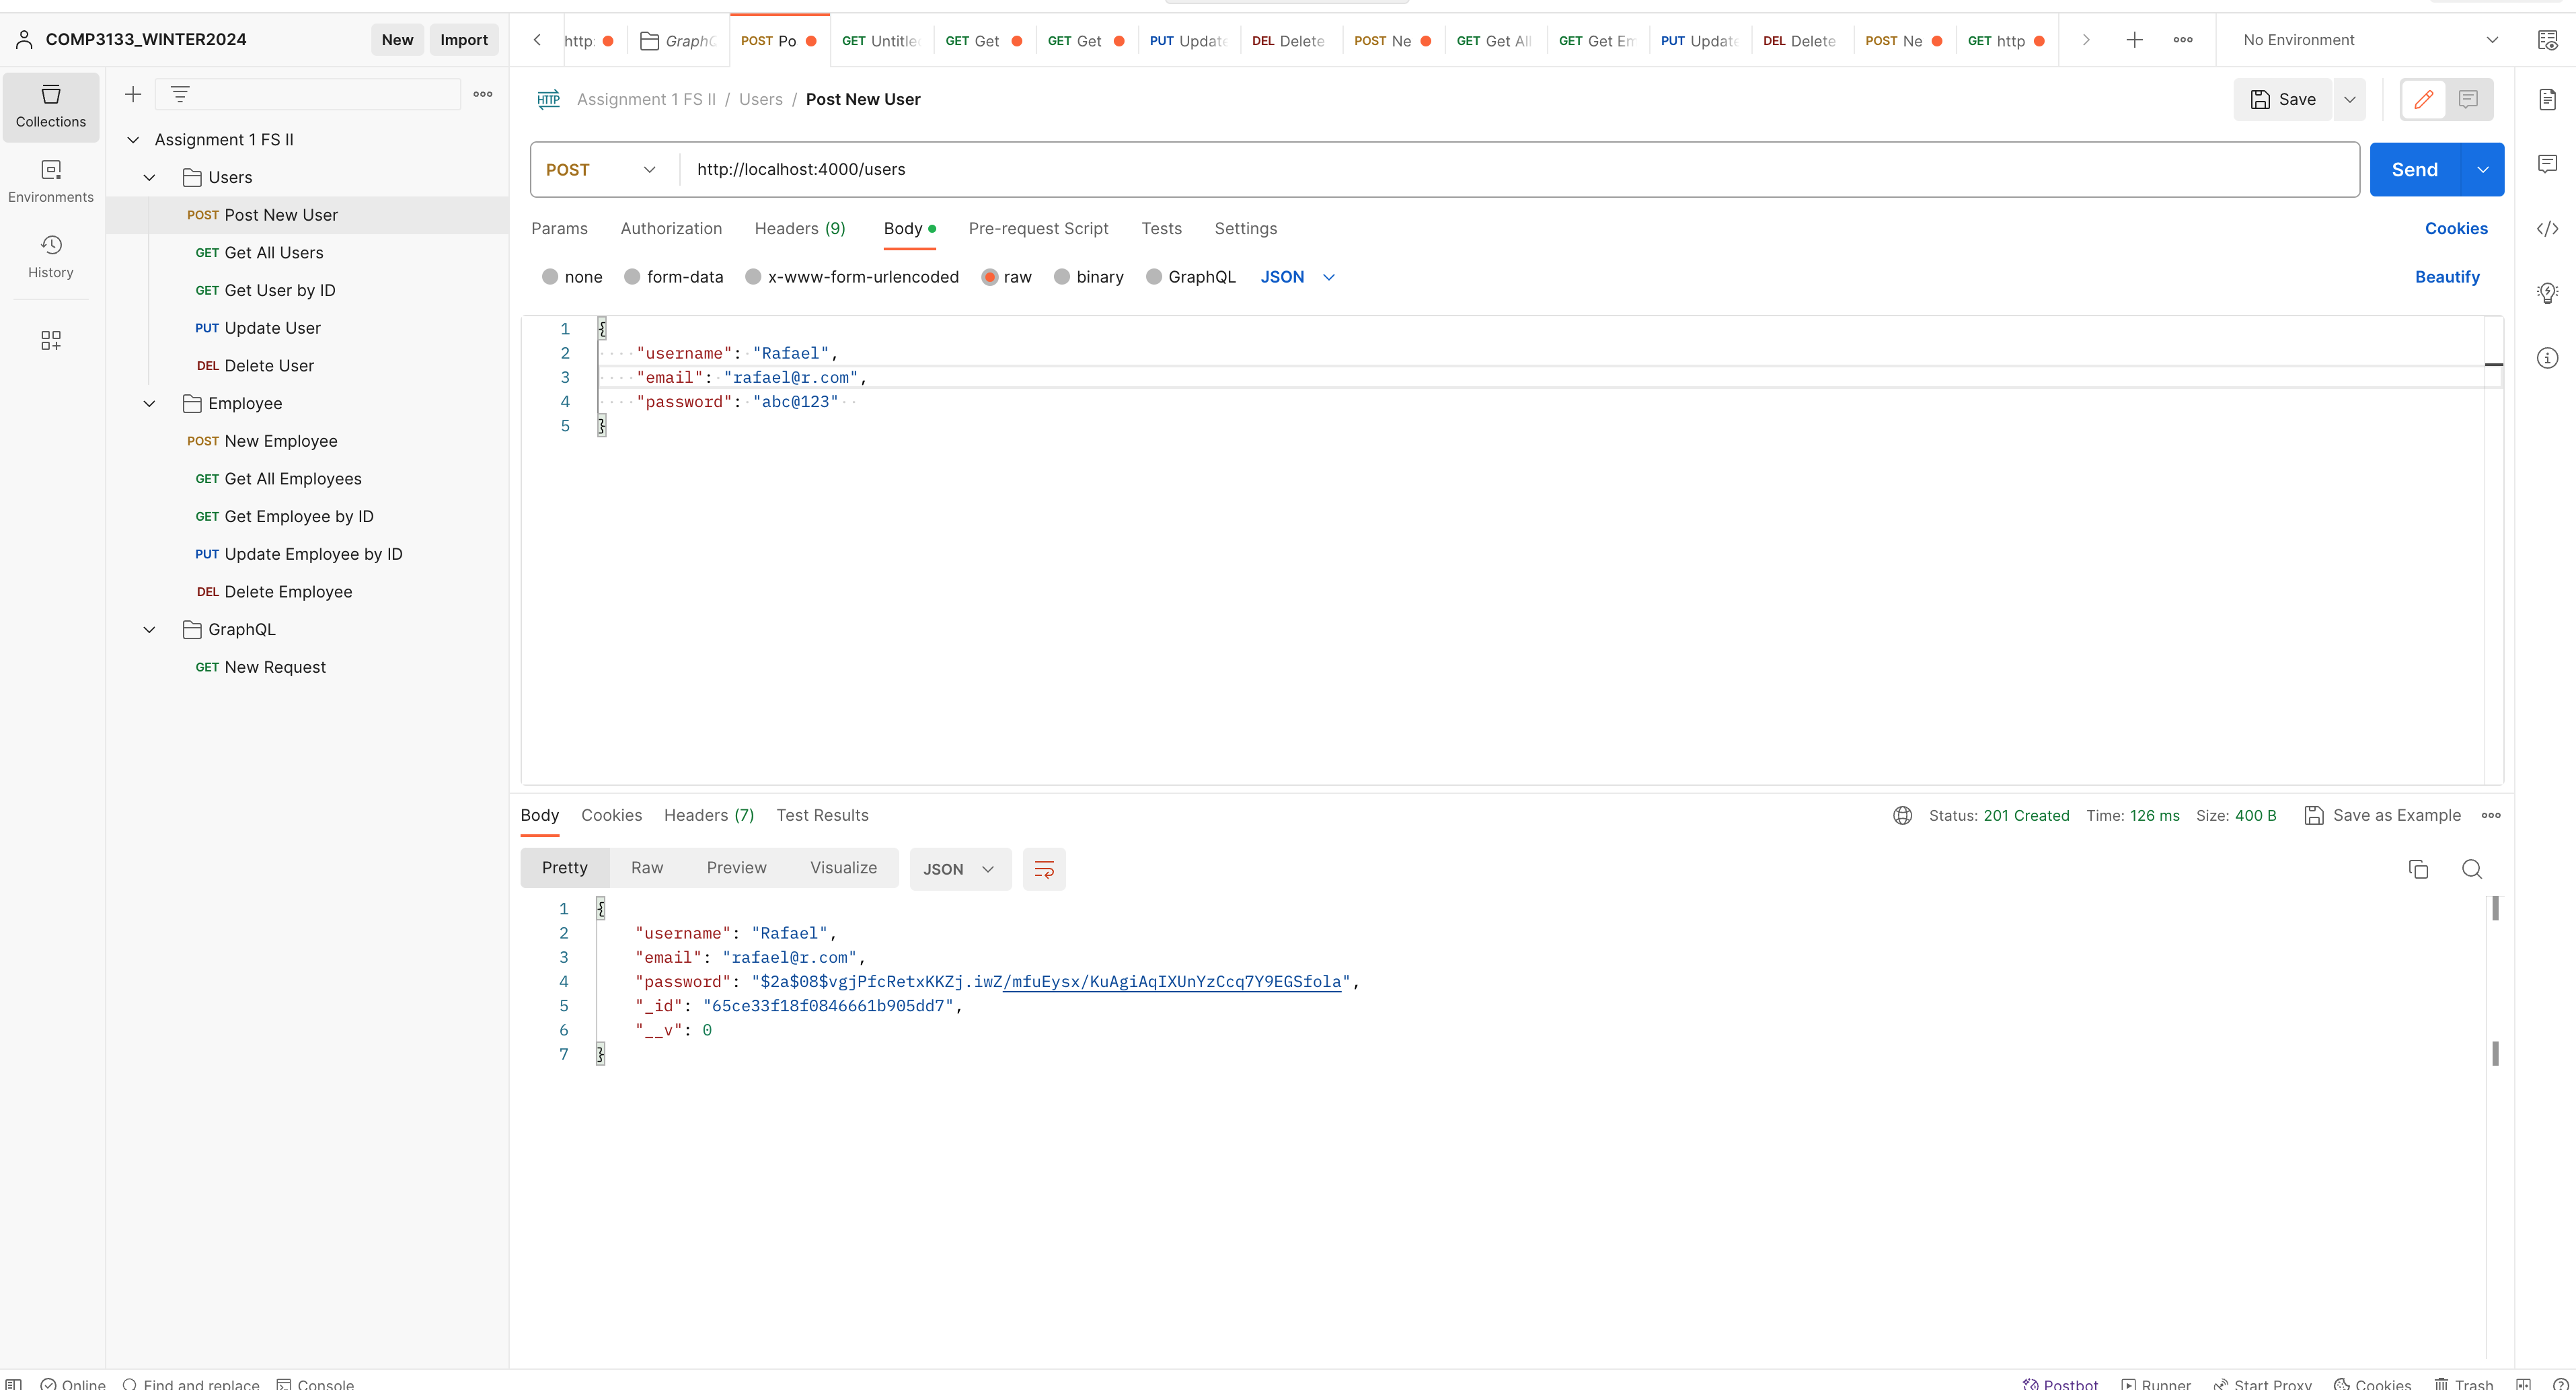 COMP3133_WINTER2024
New
Import
http:
GraphQ
POST Po
GET Untitle
GET Get
GET Get
PUT Update
DEL Delete
POST Ne
GET Get All
GET Get Em
PUT Update
DEL Delete
POST Ne
GET http
No Environment
Collections
Environments
History
Assignment 1 FS II
Users
POST Post New User
GET Get All Users
GET Get User by ID
PUT Update User
DEL Delete User
Employee
POST New Employee
GET Get All Employees
GET Get Employee by ID
PUT Update Employee by ID
DEL Delete Employee
GraphQL
GET New Request
HTTP Assignment 1 FS II / Users / Post New User
Save
POST http://localhost:4000/users
Send
Params Authorization Headers (9) Body Pre-request Script Tests Settings Cookies
none form-data x-www-form-urlencoded raw binary GraphQL JSON Beautify
1 {
2 "username": "Rafael",
3 "email": "rafael@r.com",
4 "password": "abc@123"
5 }
Body Cookies Headers (7) Test Results Status: 201 Created Time: 126 ms Size: 400 B Save as Example
Pretty Raw Preview Visualize JSON
1 {
2 "username": "Rafael",
3 "email": "rafael@r.com",
4 "password": "$2a$08$vgjPfcRetxKKZj.iwZ/mfuEysx/KuAgiAqIXUnYzCcq7Y9EGSfola",
5 "_id": "65ce33f18f0846661b905dd7",
6 "__v": 0
7 }
Online Find and replace Console Postbot Runner Start Proxy Cookies Trash